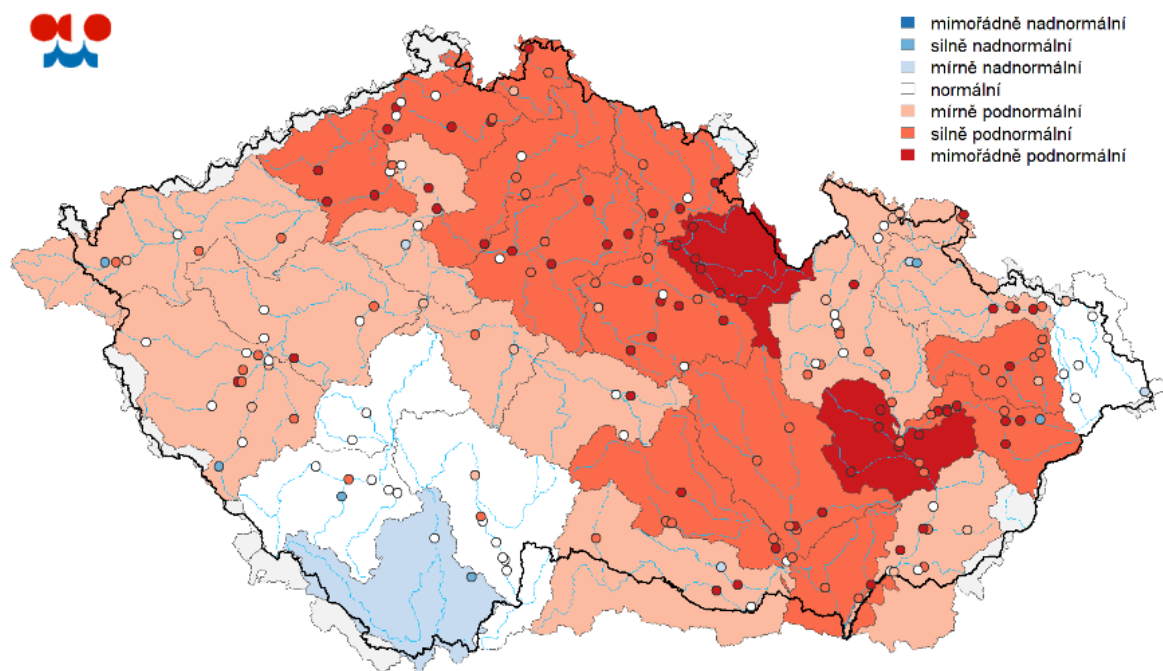 mimořádně nadnormální
silně nadnormální
mírně nadnormální
normální
mírně podnormální
silně podnormální
mimořádně podnormální